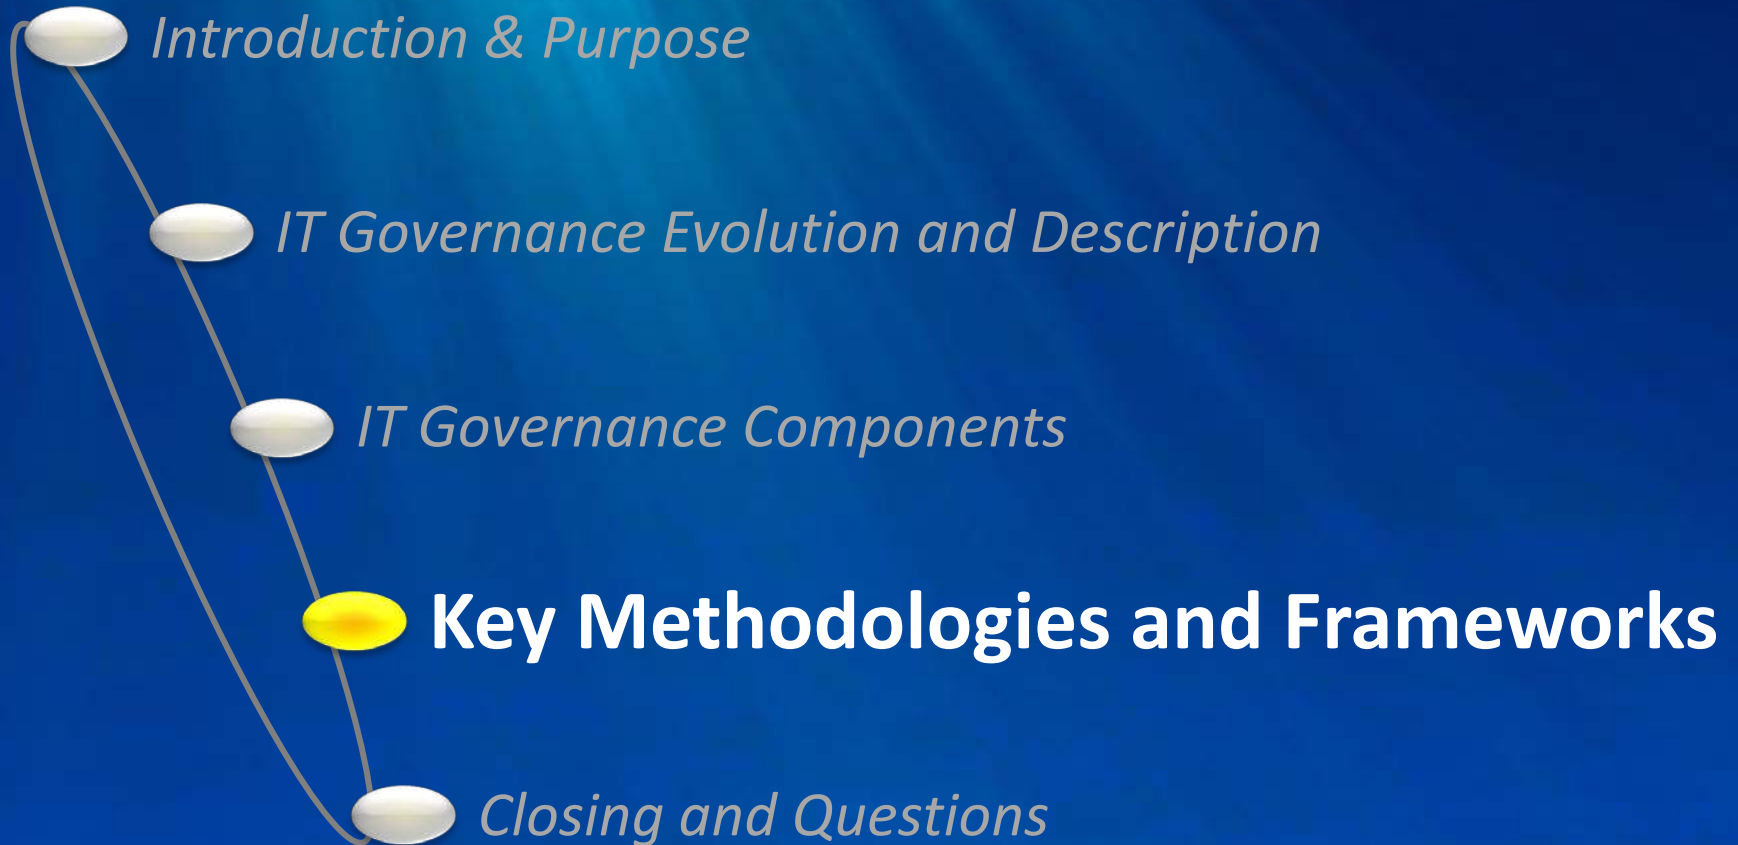 Introduction & Purpose
IT Governance Evolution and Description
IT Governance Components
Key Methodologies and Frameworks
Closing and Questions